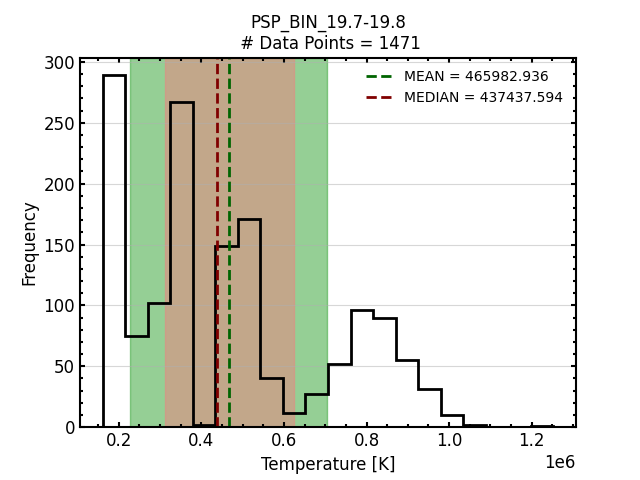 PSP_BIN_19.7-19.8
# Data Points = 1471
MEAN = 465982.936
MEDIAN = 437437.594
Frequency
300
250
200
150
100
50
0
0.2 0.4 0.6 0.8 1.0 1.2
1e6
Temperature [K]